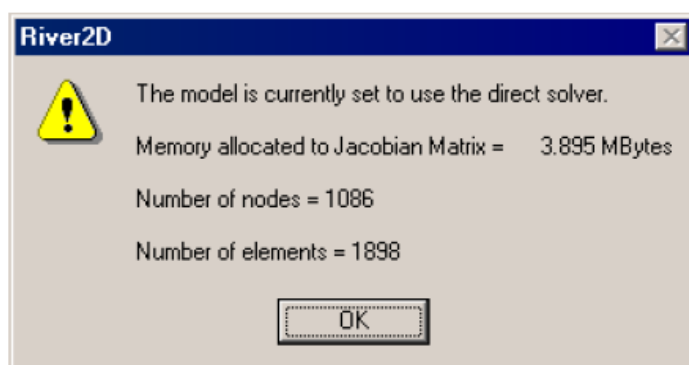 River2D
The model is currently set to use the direct solver.
Memory allocated to Jacobian Matrix = 3.895 MBytes
Number of nodes = 1086
Number of elements = 1898
OK